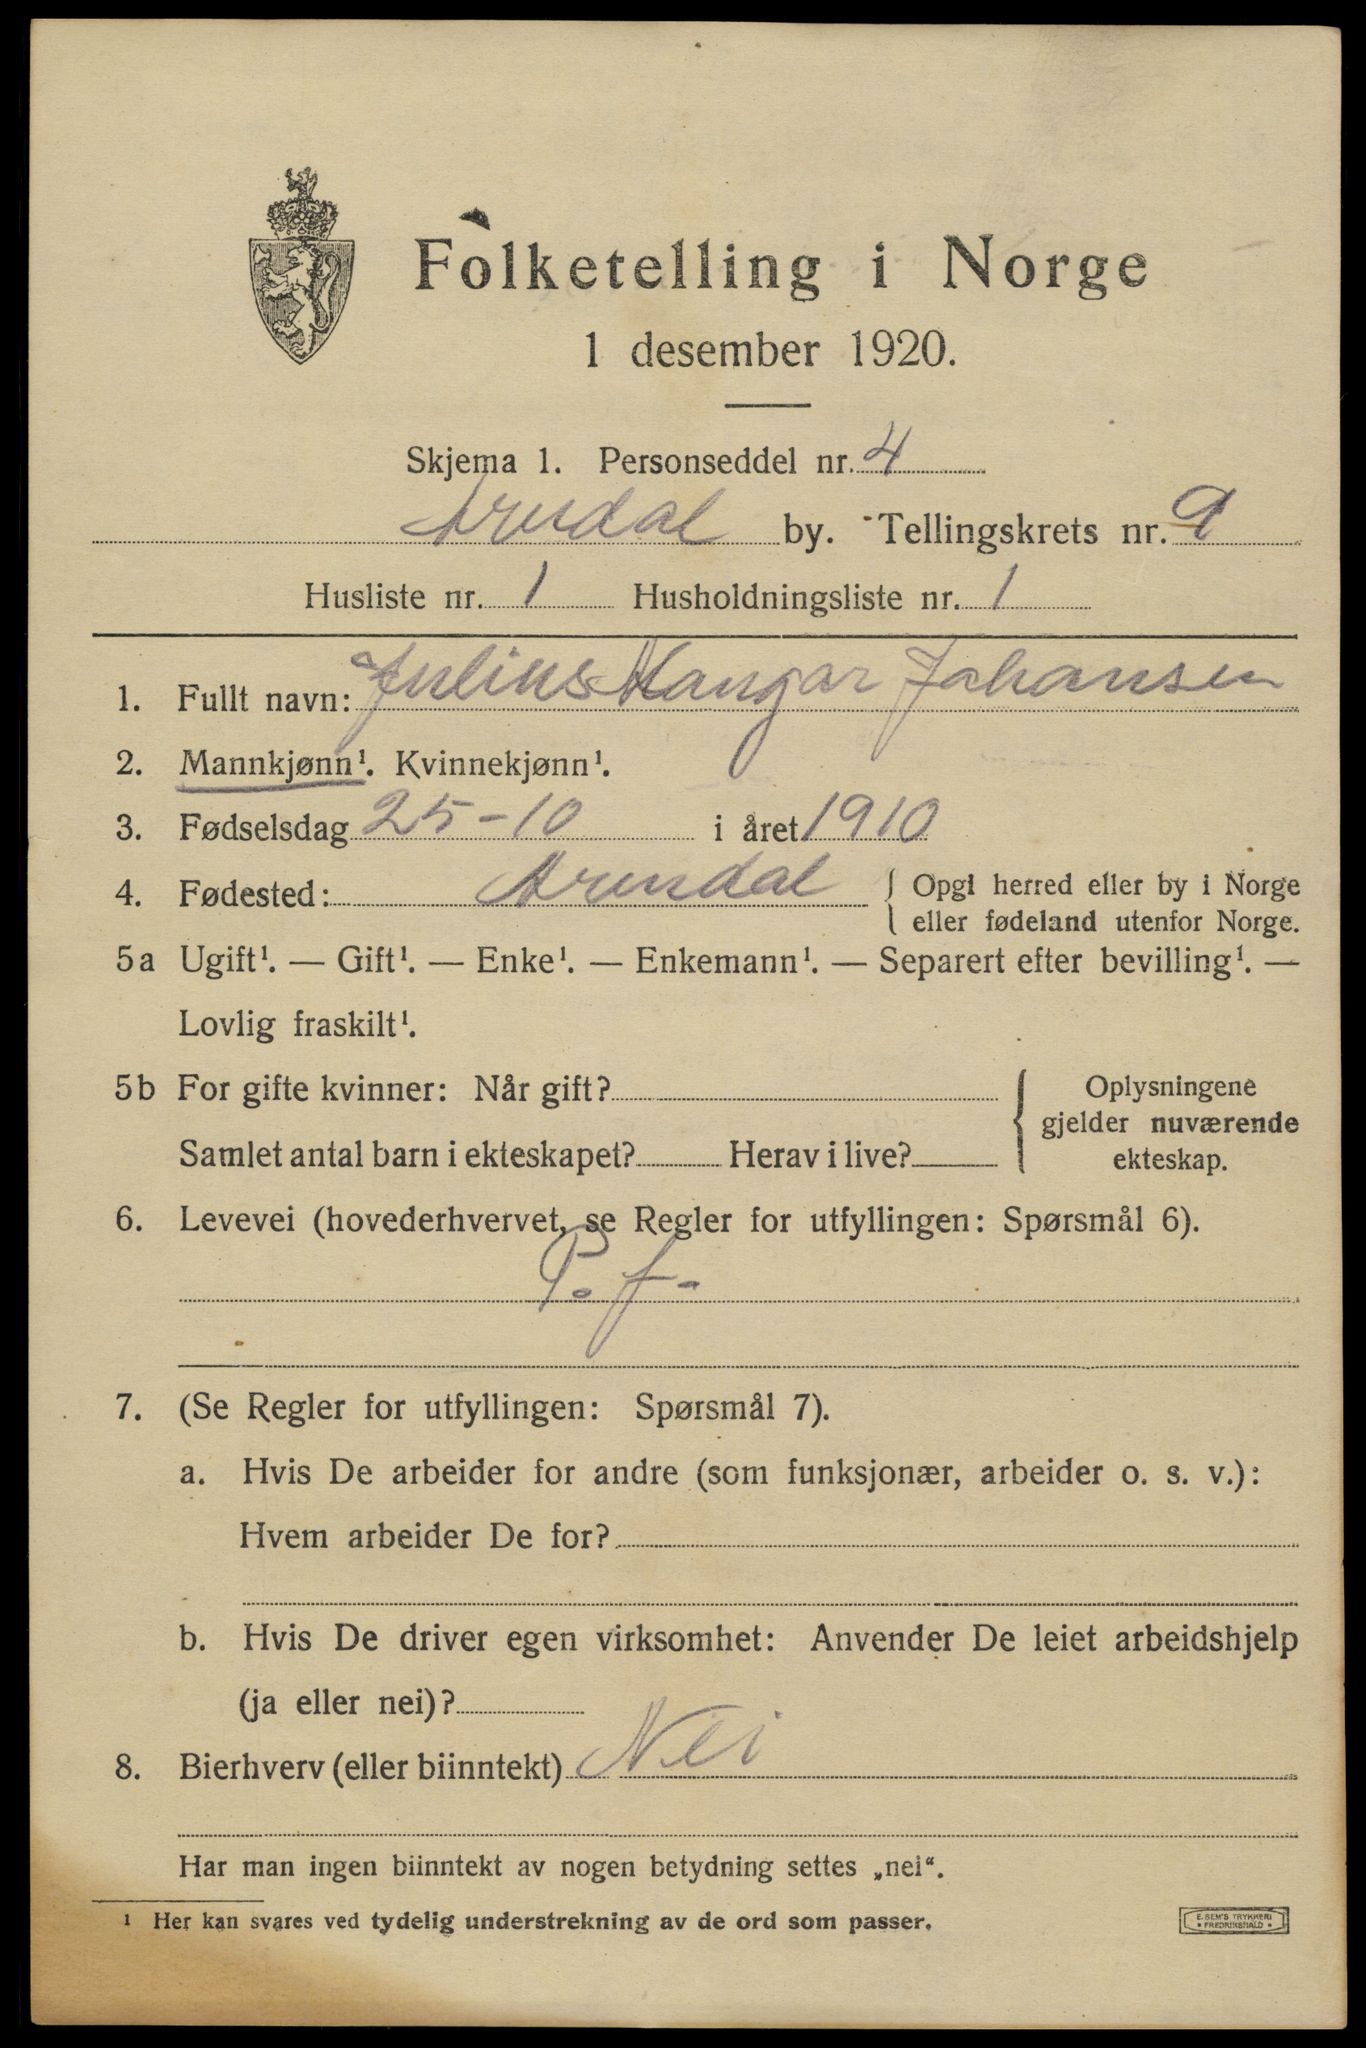 Folketelling i Norge
1 desember 1920.
Skjema 1. Personseddel nr. 4
Arendal by. Tellingskrets nr. 9
Husliste nr. 1 Husholdningsliste nr. 1
1. Fullt navn: Julius Johansen
2. Mannkjønn¹. Kvinnekjønn¹.
3. Fødselsdag 25-10 i året 1910
4. Fødested: Arendal { Opgi herred eller by i Norge
eller fødeland utenfor Norge.
5a Ugift¹. — Gift¹. — Enke¹. — Enkemann¹. — Separert efter bevilling¹. —
Lovlig fraskilt¹.
5b For gifte kvinner: Når gift?
Samlet antal barn i ekteskapet? Herav i live?
{ Oplysningene
gjelder nuværende
ekteskap.
6. Levevei (hovederhvervet, se Regler for utfyllingen: Spørsmål 6).
P. f.
7. (Se Regler for utfyllingen: Spørsmål 7).
a. Hvis De arbeider for andre (som funksjonær, arbeider o. s. v.):
Hvem arbeider De for?
b. Hvis De driver egen virksomhet: Anvender De leiet arbeidshjelp
(ja eller nei)?
8. Bierhverv (eller biinntekt) Nei
Har man ingen biinntekt av nogen betydning settes „nei“.
1 Her kan svares ved tydelig understrekning av de ord som passer.
E. SEM'S TRYKKERI
* FREDRIKSHALD *